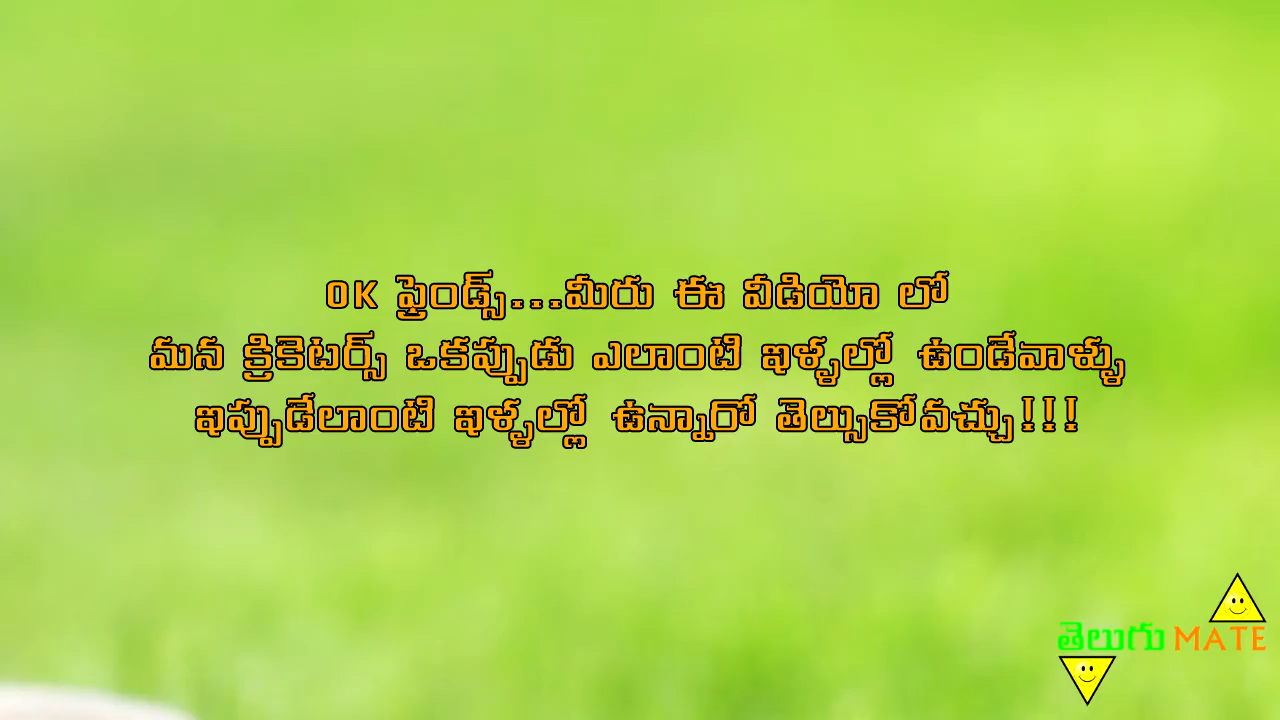 OK ఫ్రెండ్స్...మీరు ఈ వీడియో లో
మన క్రికెటర్స్ ఒకప్పుడు ఎలాంటి ఇళ్ళల్లో ఉండేవాళ్ళు
ఇప్పుడేలాంటి ఇళ్ళల్లో ఉన్నారో తెల్సుకోవచ్చు!!!
తెలుగు MATE